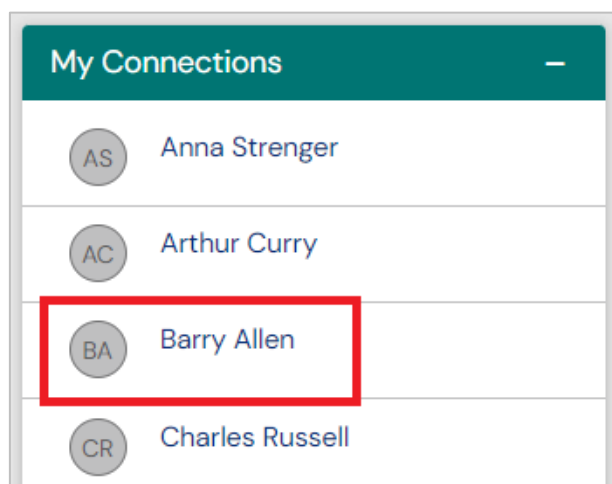 My Connections –
AS Anna Strenger
AC Arthur Curry
BA Barry Allen
CR Charles Russell